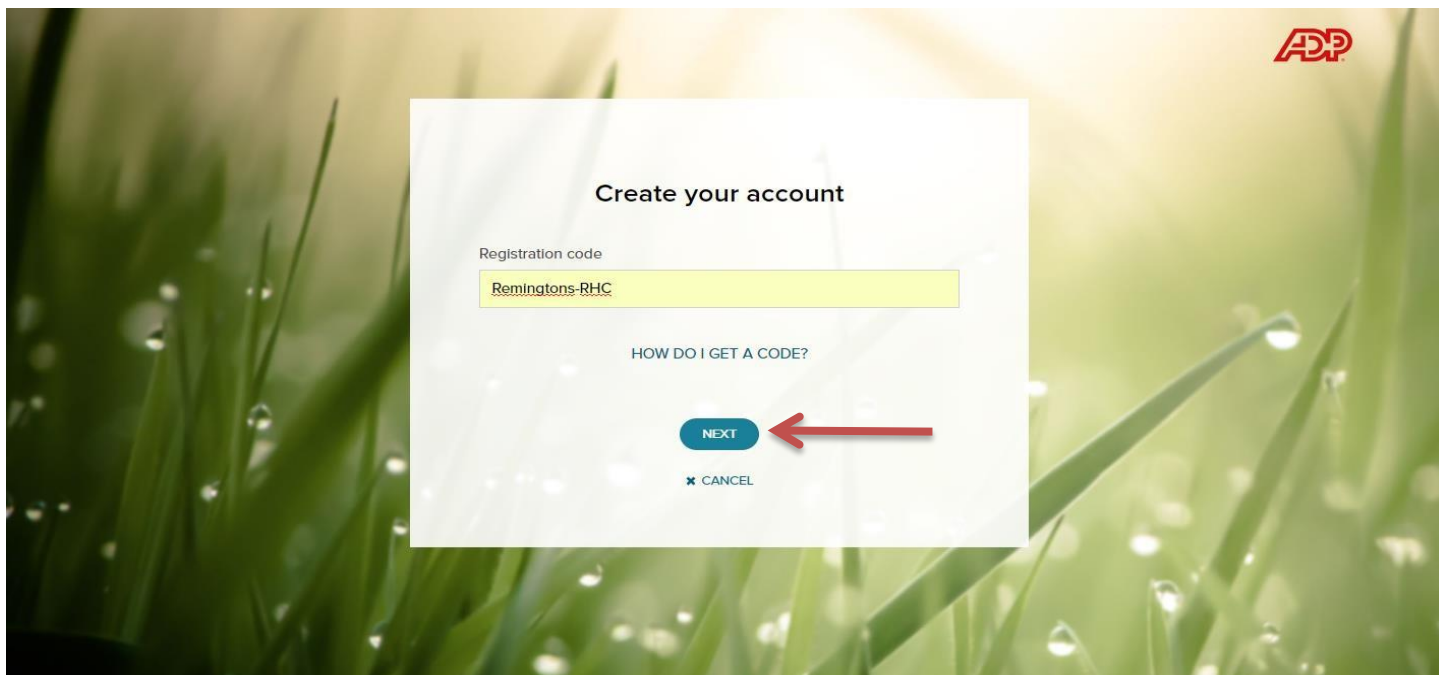 ADP
Create your account
Registration code
Remingtons-RHC
HOW DO I GET A CODE?
NEXT
✖ CANCEL